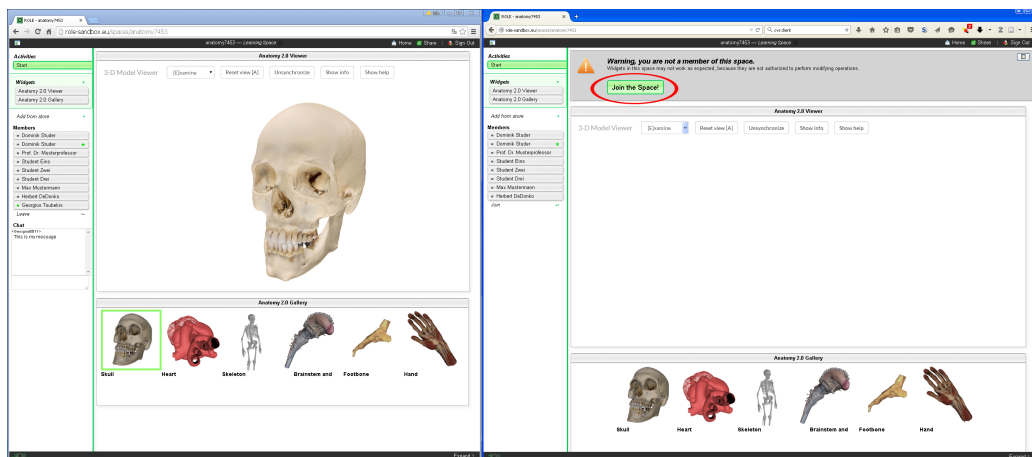 ROLE - anatomy7453
role-sandbox.eu/spaces/anatomy7453
anatomy7453 — Learning Space
Home
Share
Sign Out
Activities
Start
Widgets
Anatomy 2.0 Viewer
Anatomy 2.0 Gallery
Add from store
Members
Dominik Studer
Dominik Studer
Prof. Dr. Musterprofessor
Student Eins
Student Zwei
Student Drei
Max Mustermann
Herbert DeDonko
Georgios Toubekis
Leave
Chat
This is mo message
Anatomy 2.0 Viewer
3-D Model Viewer
[E]xamine
Reset view [A]
Unsynchronize
Show info
Show help
Anatomy 2.0 Gallery
Skull
Heart
Skeleton
Brainstem and
Footbone
Hand
Expand
ROLE - anatomy7453
role-sandbox.eu/spaces/anatomy7453
anatomy7453 — Learning Space
Home
Share
Sign Out
Activities
Start
Widgets
Anatomy 2.0 Viewer
Anatomy 2.0 Gallery
Add from store
Members
Dominik Studer
Dominik Studer
Prof. Dr. Musterprofessor
Student Eins
Student Zwei
Student Drei
Max Mustermann
Herbert DeDonko
Join
Warning, you are not a member of this space.
Widgets in this space may not work as expected, because they are not authorized to perform modifying operations.
Join the Space!
Anatomy 2.0 Viewer
3-D Model Viewer
[E]xamine
Reset view [A]
Unsynchronize
Show info
Show help
Anatomy 2.0 Gallery
Skull
Heart
Skeleton
Brainstem and
Footbone
Hand
Expand